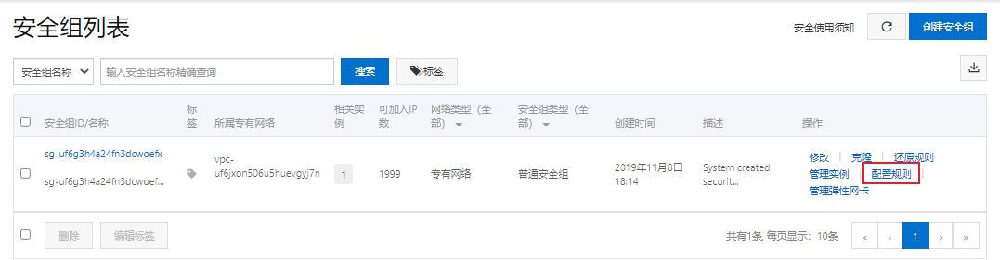 安全组列表
安全使用须知
创建安全组
安全组名称
输入安全组名称精确查询
搜索
标签
安全组ID/名称
标签
所属专有网络
相关实例
可加入IP数
网络类型（全部）
安全组类型（全部）
创建时间
描述
操作
sg-uf6g3h4a24fn3dcwoefx
sg-uf6g3h4a24fn3dcwoef...
vpc-
uf6jxon506u5huevgyj7n
1
1999
专有网络
普通安全组
2019年11月8日
18:14
System created
securit...
修改 | 克隆 | 还原规则
管理实例 | 配置规则 |
管理弹性网卡
删除
编辑标签
共有1条, 每页显示：10条
« ‹ 1 › »